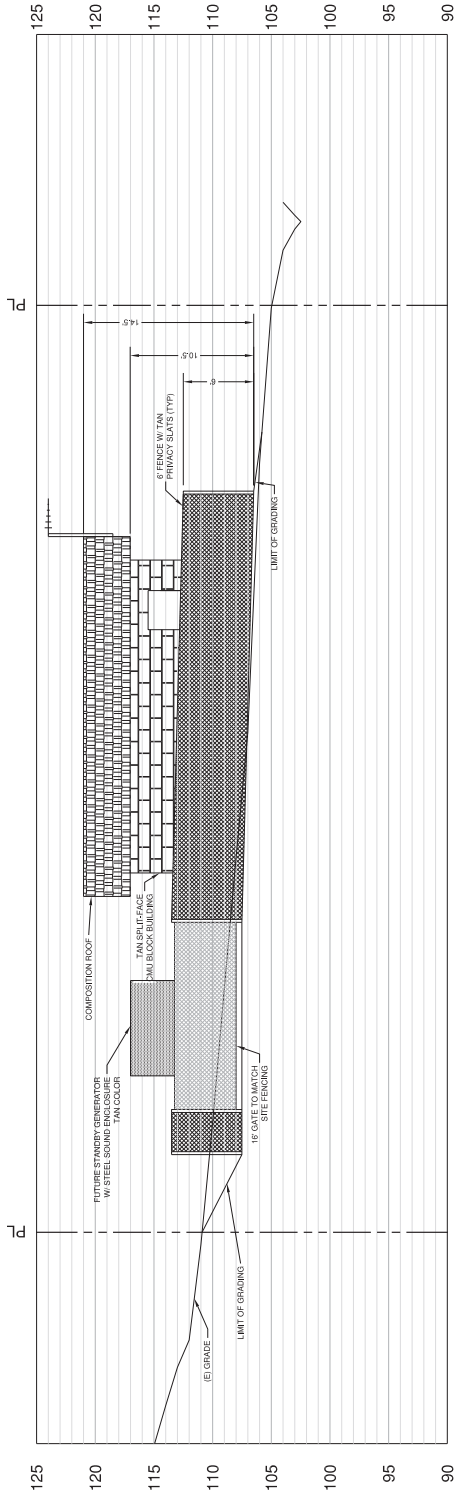 125
120
115
110
105
100
95
90
PL
PL
FUTURE STANDBY GENERATOR
W/ STEEL SOUND ENCLOSURE
TAN COLOR
COMPOSITION ROOF
TAN SPLIT-FACE
CMU BLOCK BUILDING
6' FENCE W/ TAN
PRIVACY SLATS (TYP)
14.5'
10.5'
6'
(E) GRADE
LIMIT OF GRADING
16' GATE TO MATCH
SITE FENCING
LIMIT OF GRADING
125
120
115
110
105
100
95
90